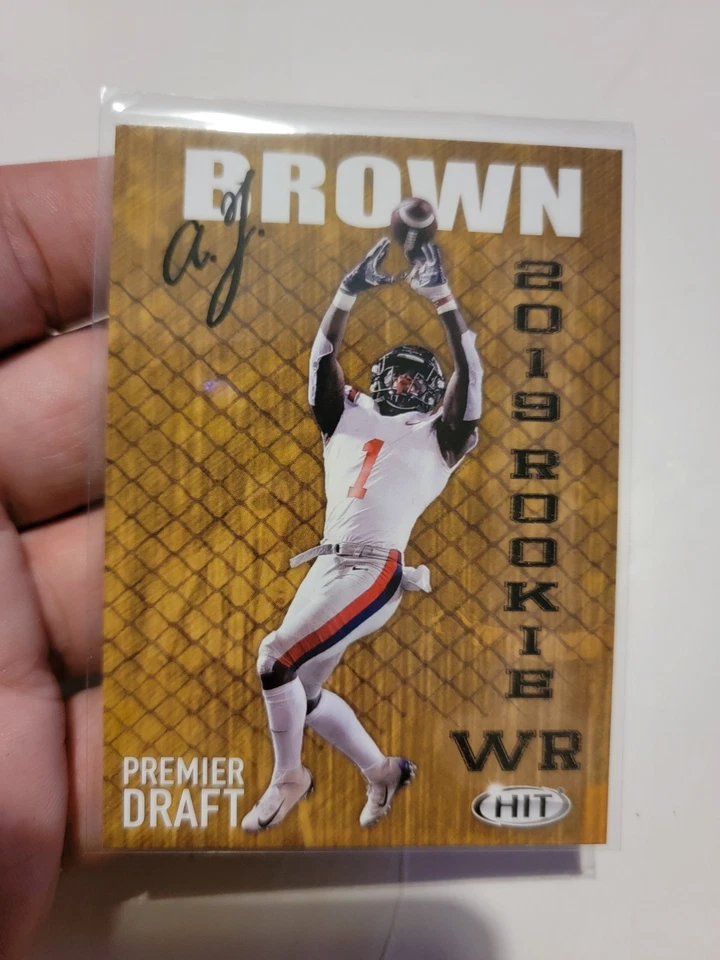 BROWN
a.J.
2019 ROOKIE
1
WR
PREMIER
DRAFT
HIT